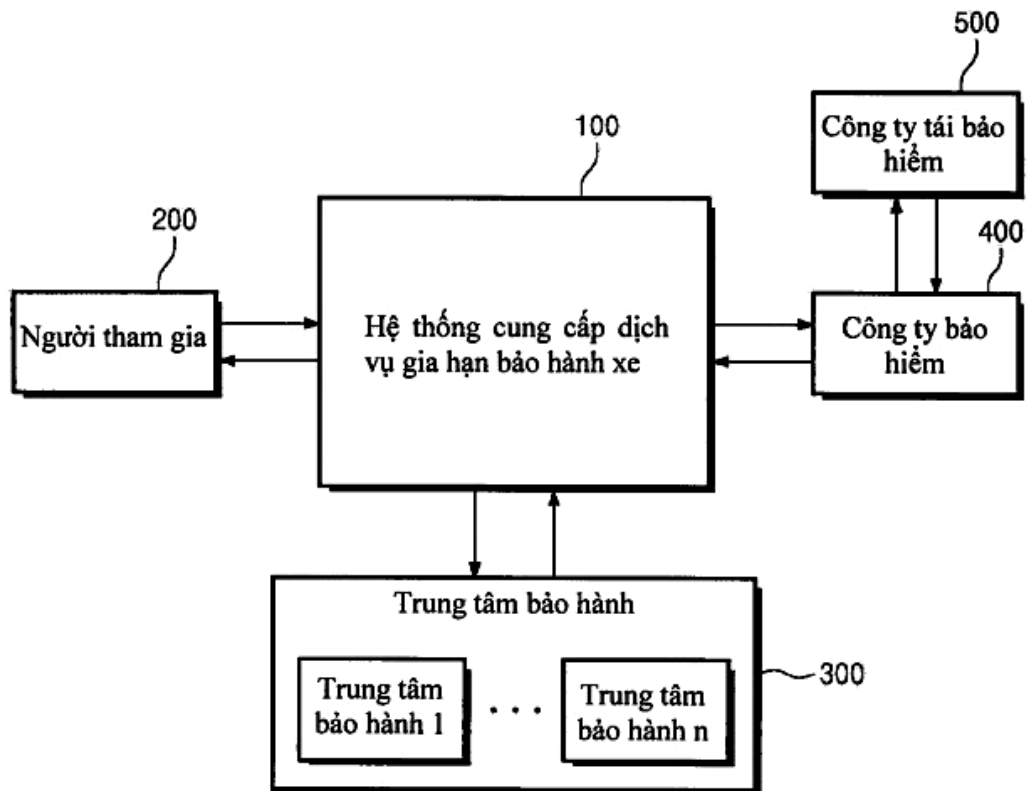 500
Công ty tái bảo
hiểm
100
200
400
Người tham gia
Hệ thống cung cấp dịch
vụ gia hạn bảo hành xe
Công ty bảo
hiểm
Trung tâm bảo hành
300
Trung tâm
bảo hành 1
. . .
Trung tâm
bảo hành n